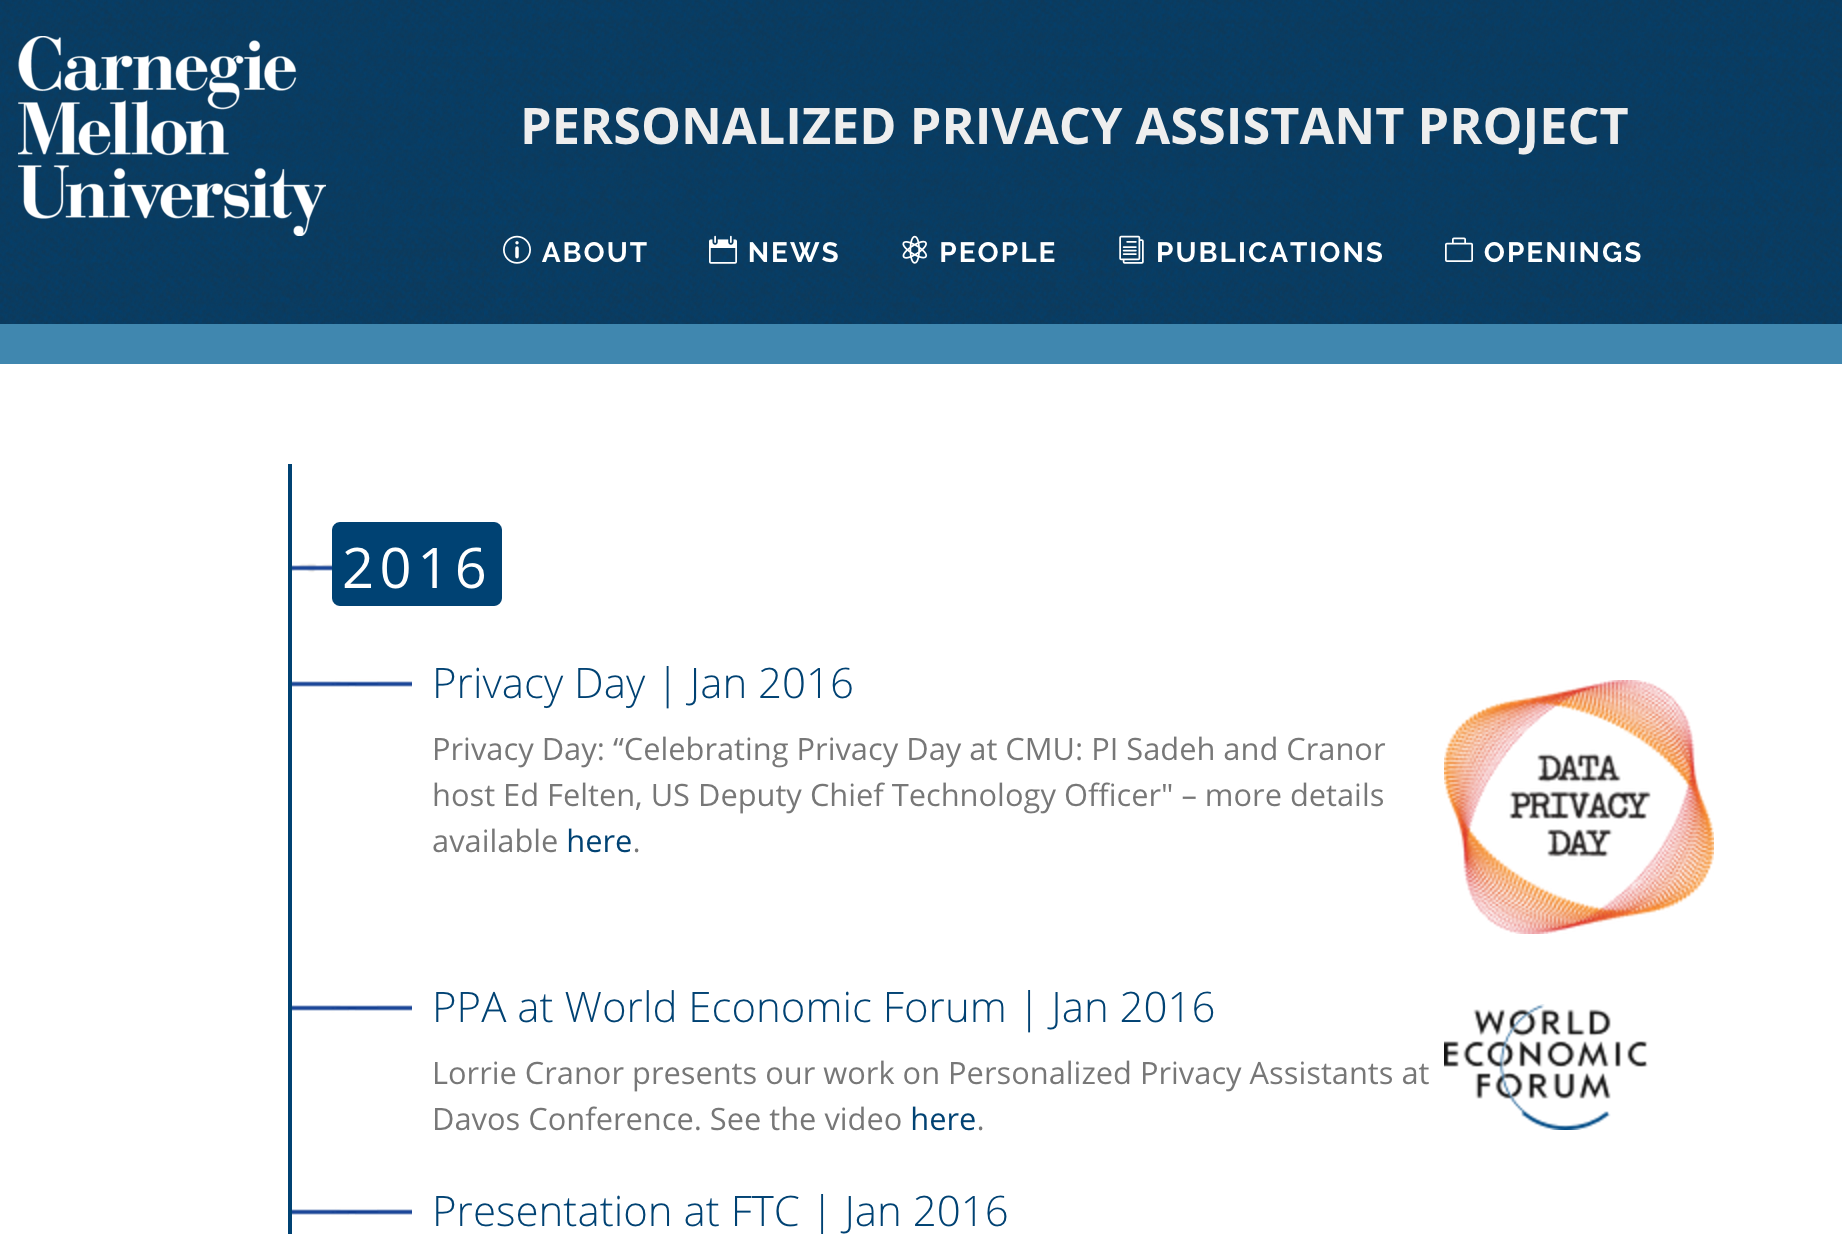 Carnegie
Mellon
University
PERSONALIZED PRIVACY ASSISTANT PROJECT
ABOUT NEWS PEOPLE PUBLICATIONS OPENINGS
2016
Privacy Day | Jan 2016
Privacy Day: “Celebrating Privacy Day at CMU: PI Sadeh and Cranor
host Ed Felten, US Deputy Chief Technology Officer" – more details
available here.
DATA
PRIVACY
DAY
PPA at World Economic Forum | Jan 2016
Lorrie Cranor presents our work on Personalized Privacy Assistants at
Davos Conference. See the video here.
WORLD
ECONOMIC
FORUM
Presentation at FTC | Jan 2016